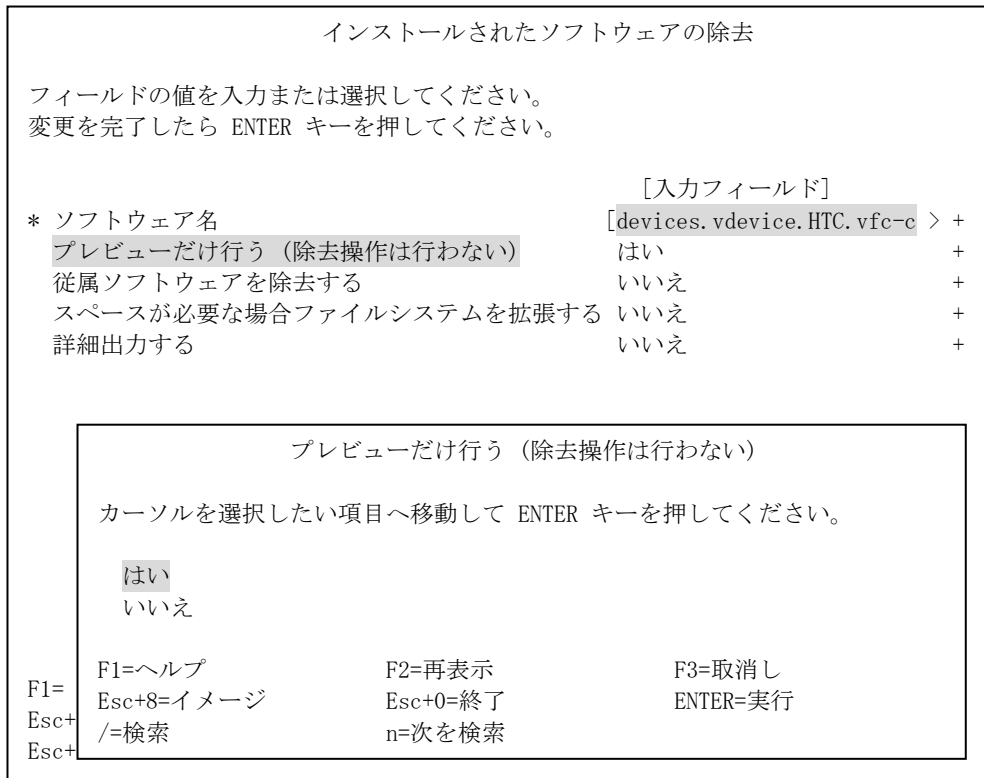 インストールされたソフトウェアの除去
フィールドの値を入力または選択してください。
変更を完了したら ENTER キーを押してください。
[入力フィールド]
* ソフトウェア名 [devices.vdevice.HTC.vfc-c > +
プレビューだけ行う (除去操作は行わない) はい +
従属ソフトウェアを除去する いいえ +
スペースが必要な場合ファイルシステムを拡張する いいえ +
詳細出力する いいえ +
プレビューだけ行う (除去操作は行わない)
カーソルを選択したい項目へ移動して ENTER キーを押してください。
はい
いいえ
F1=ヘルプ F2=再表示 F3=取消し
F1=
Esc+8=イメージ Esc+0=終了 ENTER=実行
Esc+
/=検索 n=次を検索
Esc+